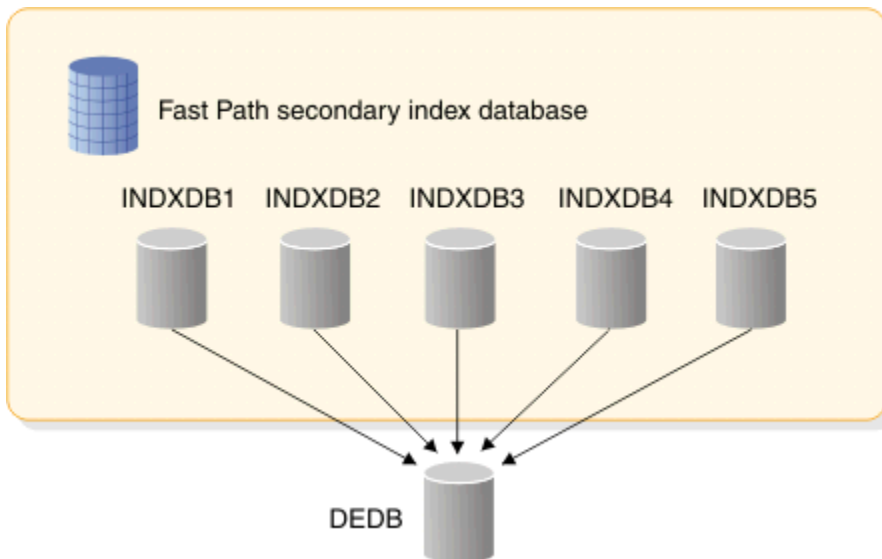 Fast Path secondary index database
INDXDB1 INDXDB2 INDXDB3 INDXDB4 INDXDB5
DEDB